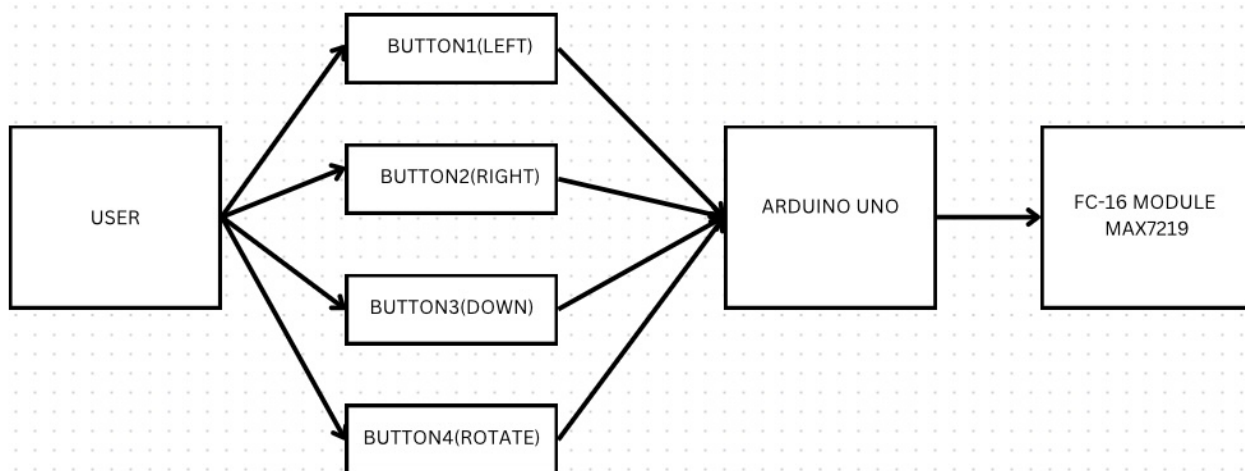 BUTTON1(LEFT)
BUTTON2(RIGHT)
USER
ARDUINO UNO
FC-16 MODULE
MAX7219
BUTTON3(DOWN)
BUTTON4(ROTATE)